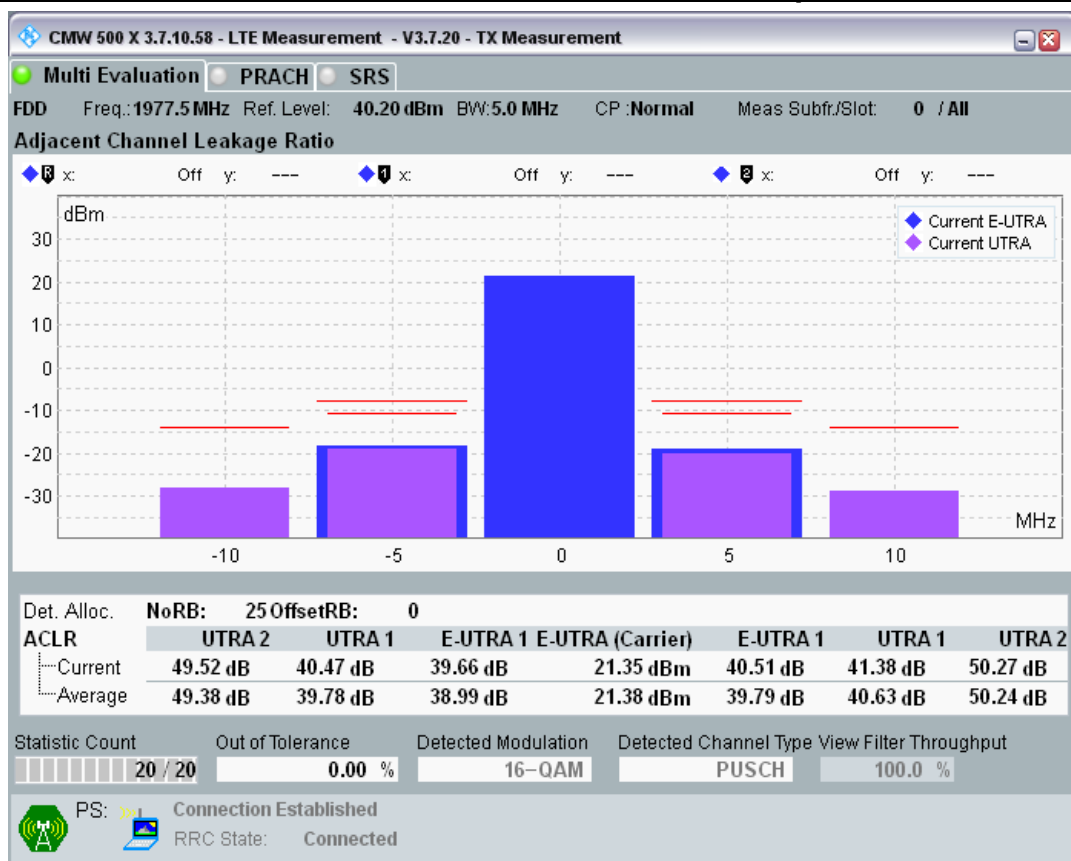 CMW 500 X 3.7.10.58 - LTE Measurement - V3.7.20 - TX Measurement
Multi Evaluation PRACH SRS
FDD Freq.:1977.5 MHz Ref. Level: 40.20 dBm BW:5.0 MHz CP :Normal Meas Subfr./Slot: 0 / All
Adjacent Channel Leakage Ratio
R x: Off y: --- 1 x: Off y: --- 2 x: Off y: ---
dBm
Current E-UTRA
Current UTRA
30
20
10
0
-10
-20
-30
MHz
-10 -5 0 5 10
Det. Alloc. NoRB: 25 OffsetRB: 0
ACLR UTRA 2 UTRA 1 E-UTRA 1 E-UTRA (Carrier) E-UTRA 1 UTRA 1 UTRA 2
Current 49.52 dB 40.47 dB 39.66 dB 21.35 dBm 40.51 dB 41.38 dB 50.27 dB
Average 49.38 dB 39.78 dB 38.99 dB 21.38 dBm 39.79 dB 40.63 dB 50.24 dB
Statistic Count Out of Tolerance Detected Modulation Detected Channel Type View Filter Throughput
20 / 20 0.00 % 16-QAM PUSCH 100.0 %
PS: Connection Established
RRC State: Connected